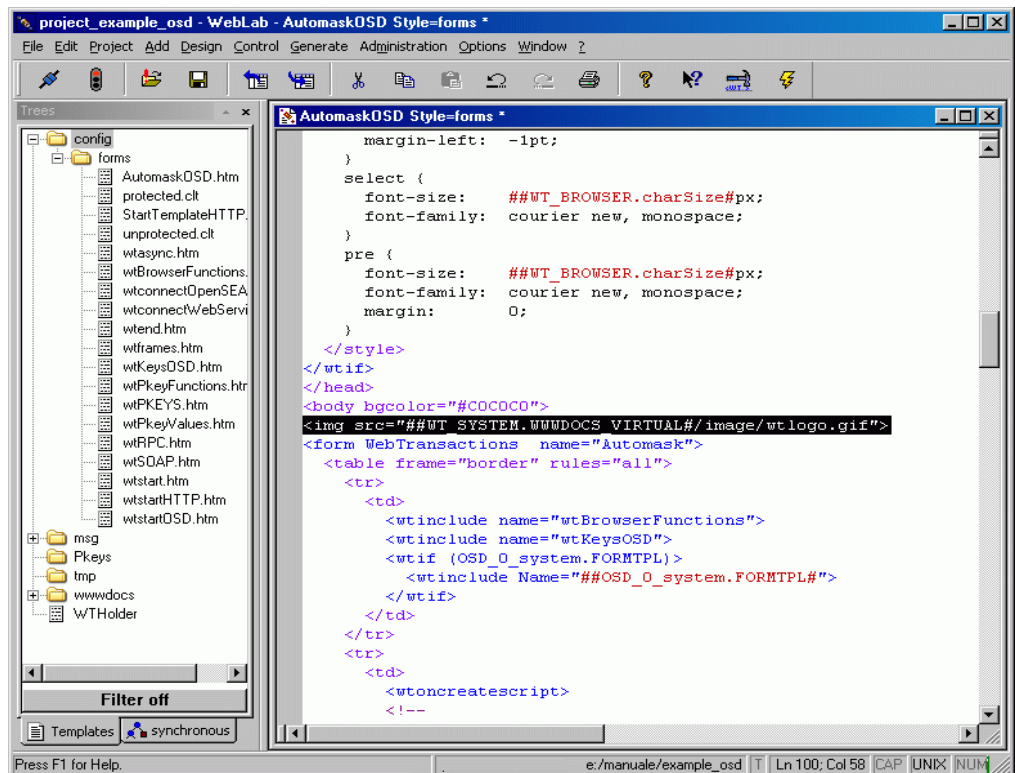 project_example_osd - WebLab - AutomaskOSD Style=forms *
File Edit Project Add Design Control Generate Administration Options Window ?
Trees
config
forms
AutomaskOSD.htm
protected.clt
StartTemplateHTTP.
unprotected.clt
wtasync.htm
wtBrowserFunctions.
wtconnectOpenSEA
wtconnectWebServi
wtend.htm
wtframes.htm
wtKeysOSD.htm
wtPkeyFunctions.htr
wtPKEYS.htm
wtPkeyValues.htm
wtRPC.htm
wtSOAP.htm
wtstart.htm
wtstartHTTP.htm
wtstartOSD.htm
msg
Pkeys
tmp
wwwdocs
WTHolder
Filter off
Templates synchronous
AutomaskOSD Style=forms *
margin-left: -1pt;
}
select {
font-size: ##WT_BROWSER.charSize#px;
font-family: courier new, monospace;
}
pre {
font-size: ##WT_BROWSER.charSize#px;
font-family: courier new, monospace;
margin: 0;
}
</style>
</wtif>
</head>
<body bgcolor="#C0C0C0">
<img src="##WT_SYSTEM.WWWDOCS_VIRTUAL#/image/wtlogo.gif">
<form WebTransactions name="Automask">
<table frame="border" rules="all">
<tr>
<td>
<wtinclude name="wtBrowserFunctions">
<wtinclude name="wtKeysOSD">
<wtif (OSD_0_system.FORMTPL)>
<wtinclude Name="##OSD_0_system.FORMTPL#">
</wtif>
</td>
</tr>
<tr>
<td>
<wtoncreatescript>
<!--
Press F1 for Help. e:/manuale/example_osd T Ln 100; Col 58 CAP UNIX NUM